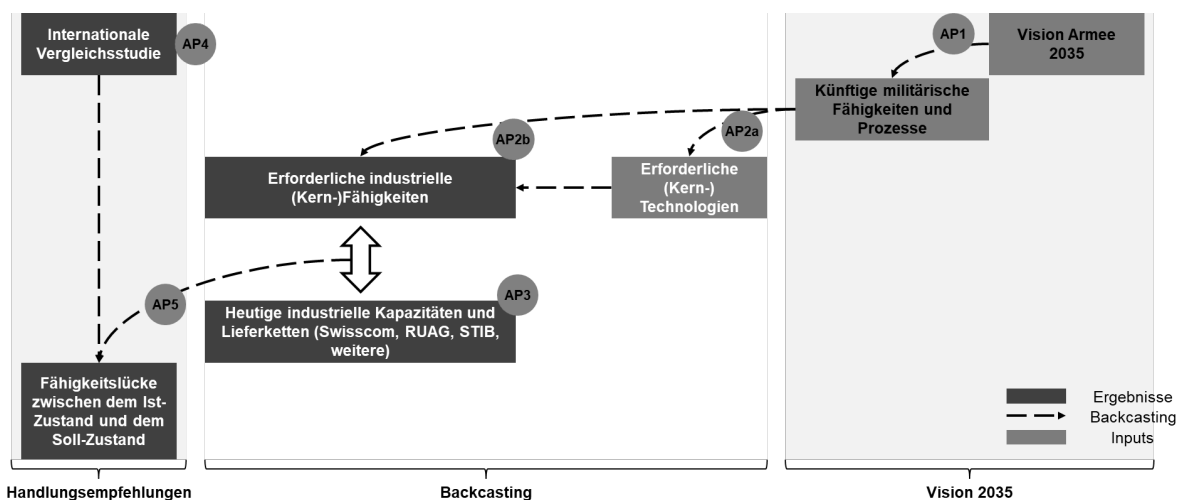 Internationale
Vergleichsstudie
AP4
AP1
Vision Armee
2035
Künftige militärische
Fähigkeiten und
Prozesse
AP2b
AP2a
Erforderliche industrielle
(Kern-)Fähigkeiten
Erforderliche
(Kern-)
Technologien
AP5
AP3
Heutige industrielle Kapazitäten und
Lieferketten (Swisscom, RUAG, STIB,
weitere)
Fähigkeitslücke
zwischen dem Ist-
Zustand und dem
Soll-Zustand
Ergebnisse
Backcasting
Inputs
Handlungsempfehlungen
Backcasting
Vision 2035